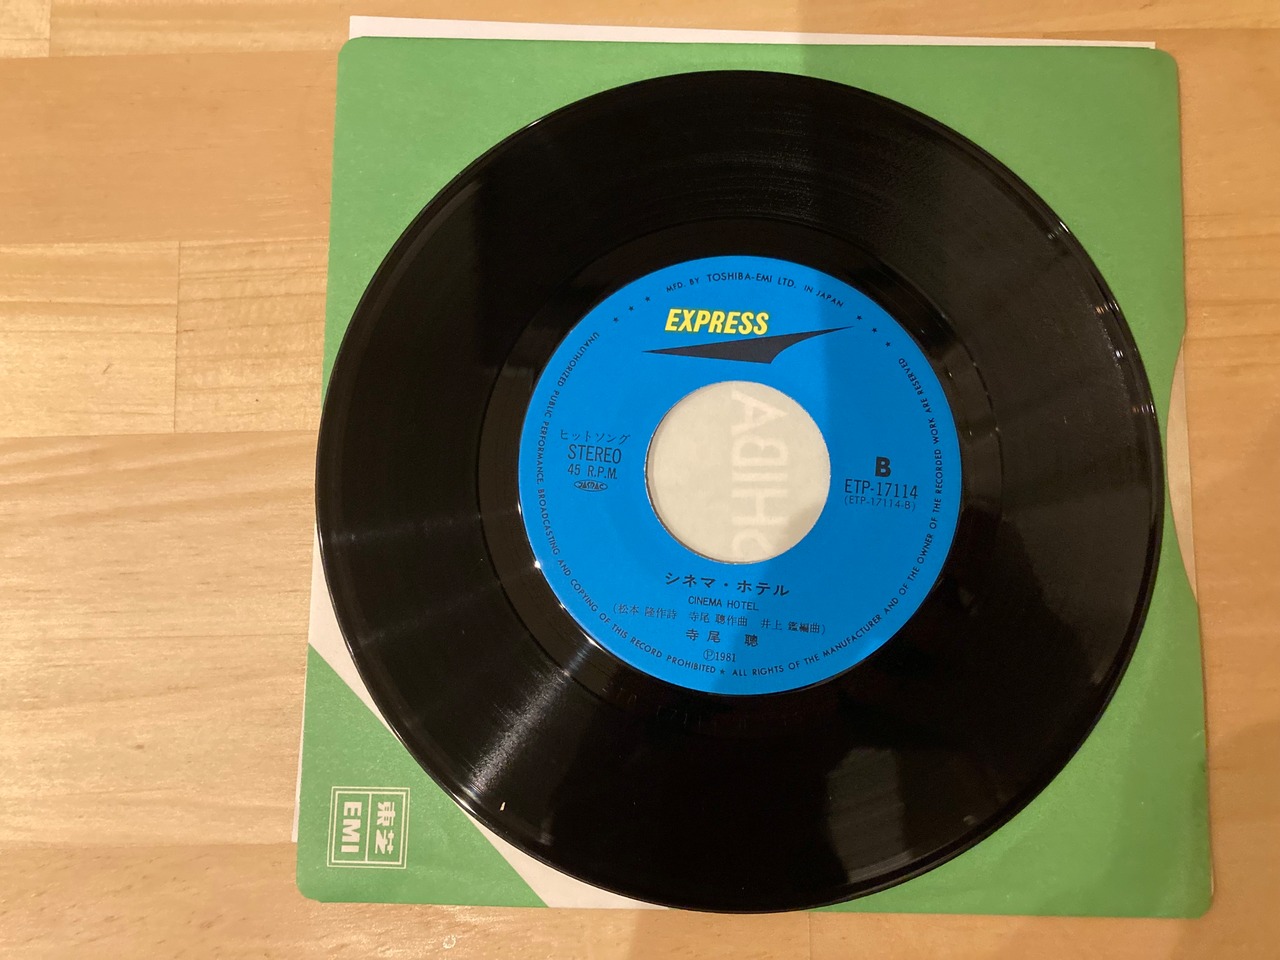 MFD. BY TOSHIBA-EMI LTD. IN JAPAN
EXPRESS
ヒットソング
STEREO
45 R.P.M.
JASRAC
B
ETP-17114
(ETP-17114-B)
シネマ・ホテル
CINEMA HOTEL
(松本 隆作詩 寺尾 聰作曲 井上 鑑編曲)
寺尾 聰
Ⓟ1981
UNAUTHORIZED PUBLIC PERFORMANCE BROADCASTING AND COPYING OF THIS RECORD PROHIBITED ★ ALL RIGHTS OF THE MANUFACTURER AND OF THE OWNER OF THE RECORDED WORK ARE RESERVED
東芝
EMI